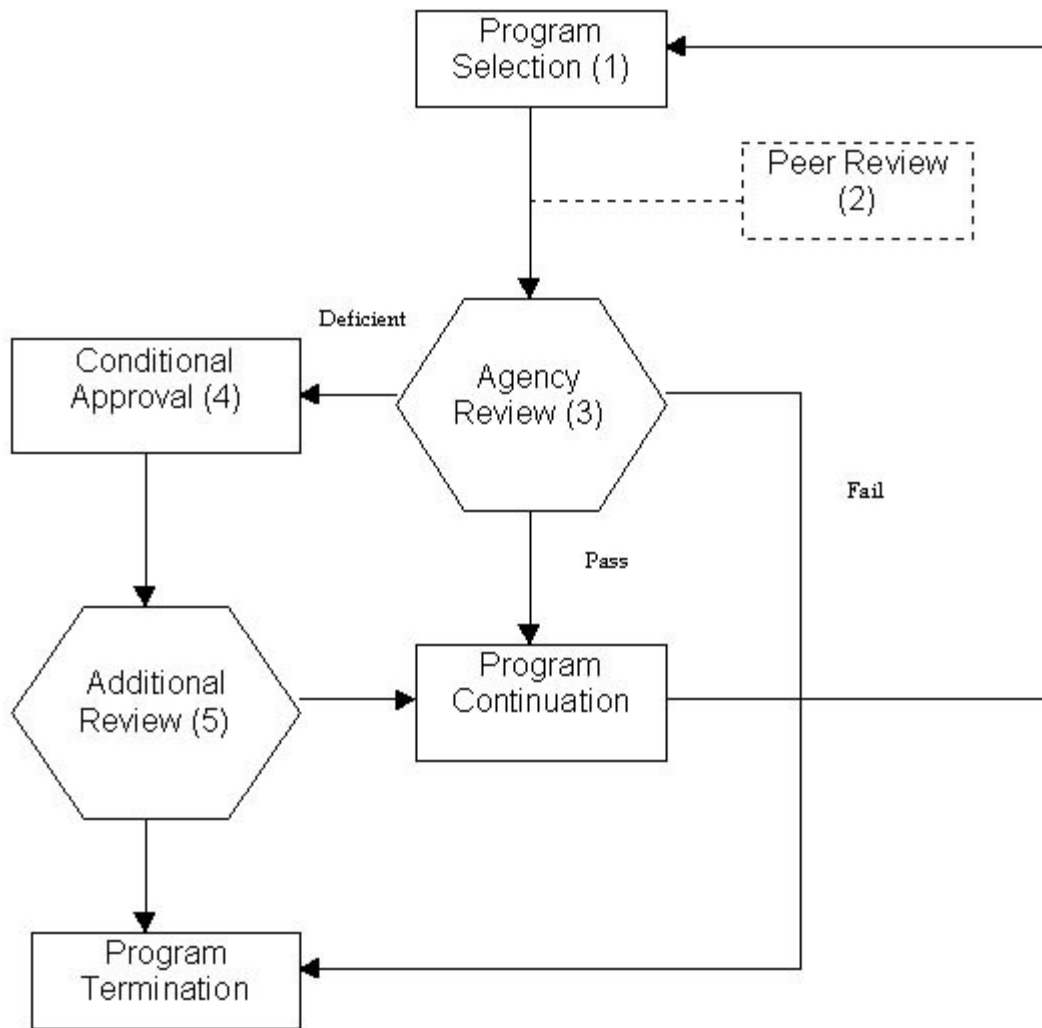 Program
Selection (1)
Peer Review
(2)
Deficient
Conditional
Approval (4)
Agency
Review (3)
Fail
Pass
Additional
Review (5)
Program
Continuation
Program
Termination